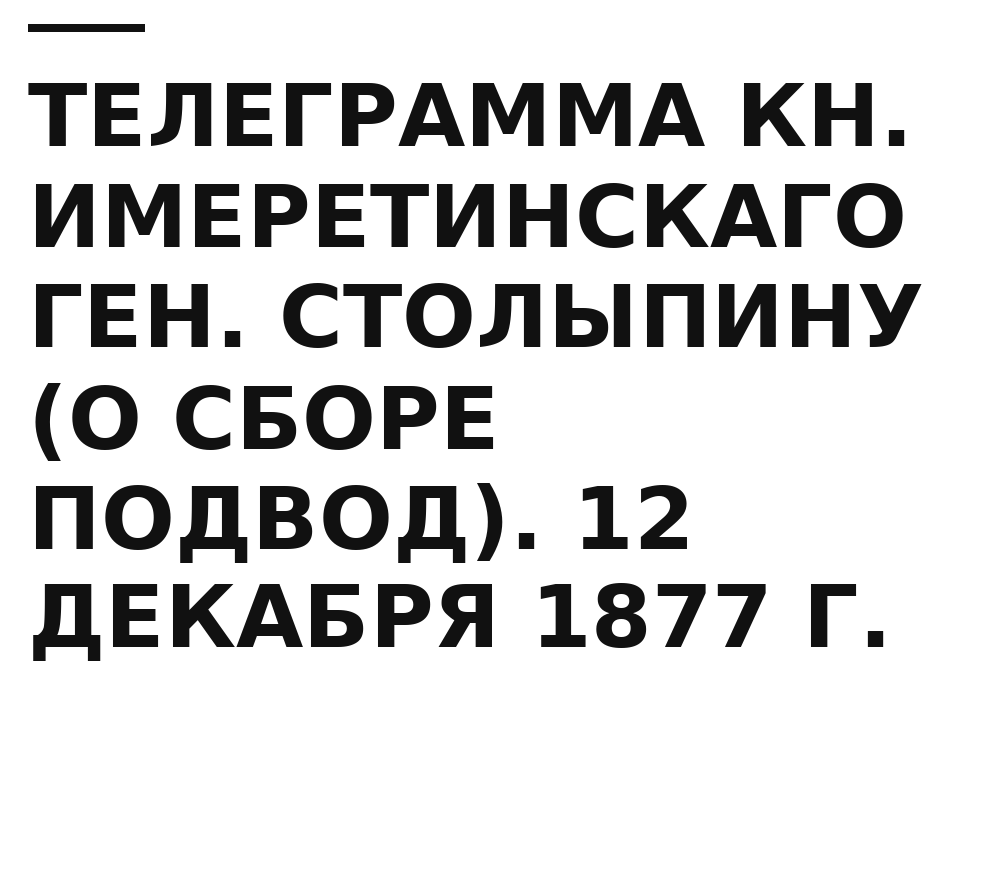 ТЕЛЕГРАММА КН.
ИМЕРЕТИНСКАГО
ГЕН. СТОЛЫПИНУ
(О СБОРЕ
ПОДВОД). 12
ДЕКАБРЯ 1877 Г.